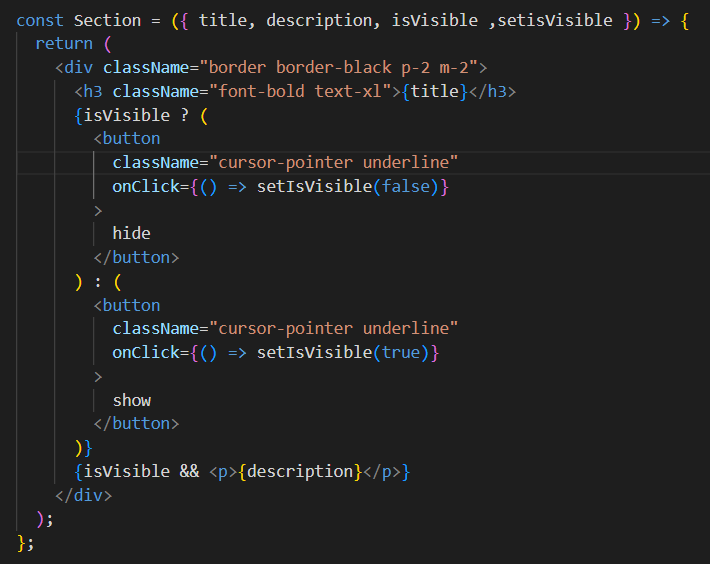 const Section = ({ title, description, isVisible ,setisVisible }) => {
  return (
    <div className="border border-black p-2 m-2">
      <h3 className="font-bold text-xl">{title}</h3>
      {isVisible ? (
        <button
          className="cursor-pointer underline"
          onClick={() => setIsVisible(false)}
        >
          hide
        </button>
      ) : (
        <button
          className="cursor-pointer underline"
          onClick={() => setIsVisible(true)}
        >
          show
        </button>
      )}
      {isVisible && <p>{description}</p>}
    </div>
  );
};